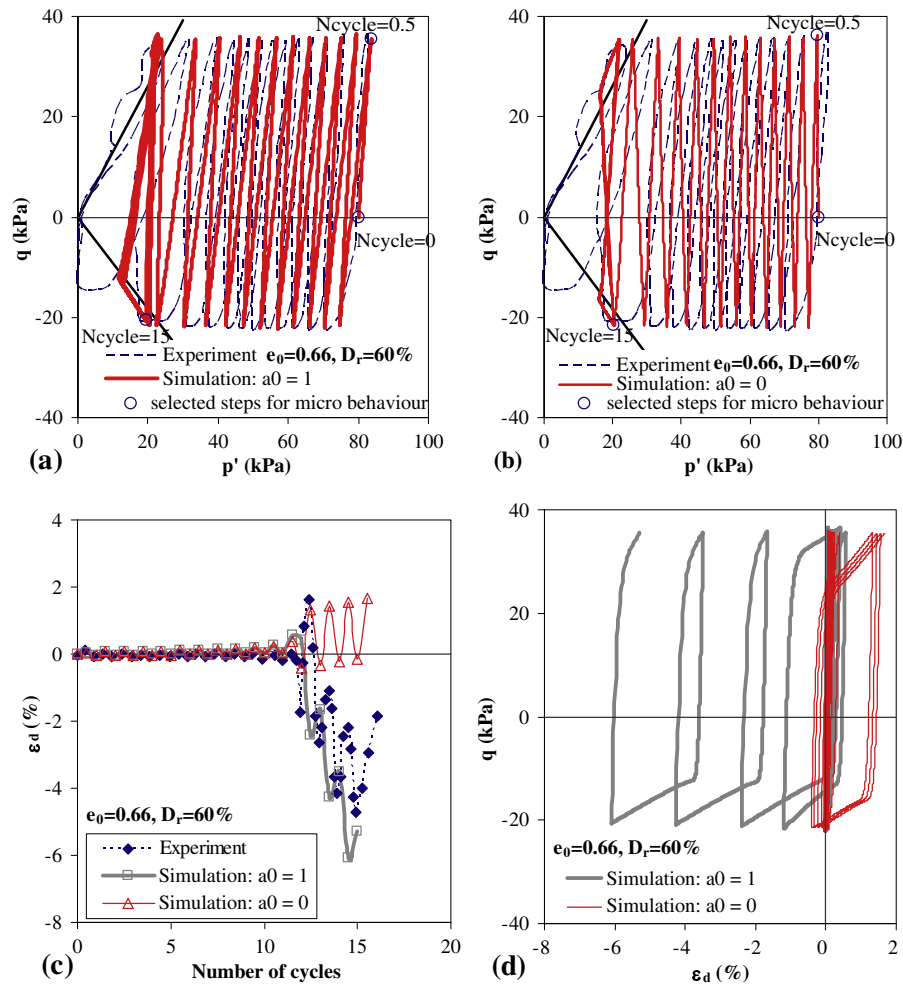 40
Ncycle=0.5
20
q (kPa)
0
Ncycle=0
-20
Ncycle=15
Experiment e0=0.66, Dr=60%
Simulation: a0 = 1
selected steps for micro behaviour
-40
0 20 40 60 80 100
(a) p' (kPa)
40
Ncycle=0.5
20
q (kPa)
0
Ncycle=0
-20
Ncycle=15
Experiment e0=0.66, Dr=60%
Simulation: a0 = 0
selected steps for micro behaviour
-40
0 20 40 60 80 100
(b) p' (kPa)
4
2
0
εd (%)
-2
-4
e0=0.66, Dr=60%
Experiment
-6
Simulation: a0 = 1
Simulation: a0 = 0
-8
0 5 10 15 20
(c) Number of cycles
40
20
q (kPa)
0
-20
e0=0.66, Dr=60%
Simulation: a0 = 1
Simulation: a0 = 0
-40
-8 -6 -4 -2 0 2
(d) εd (%)